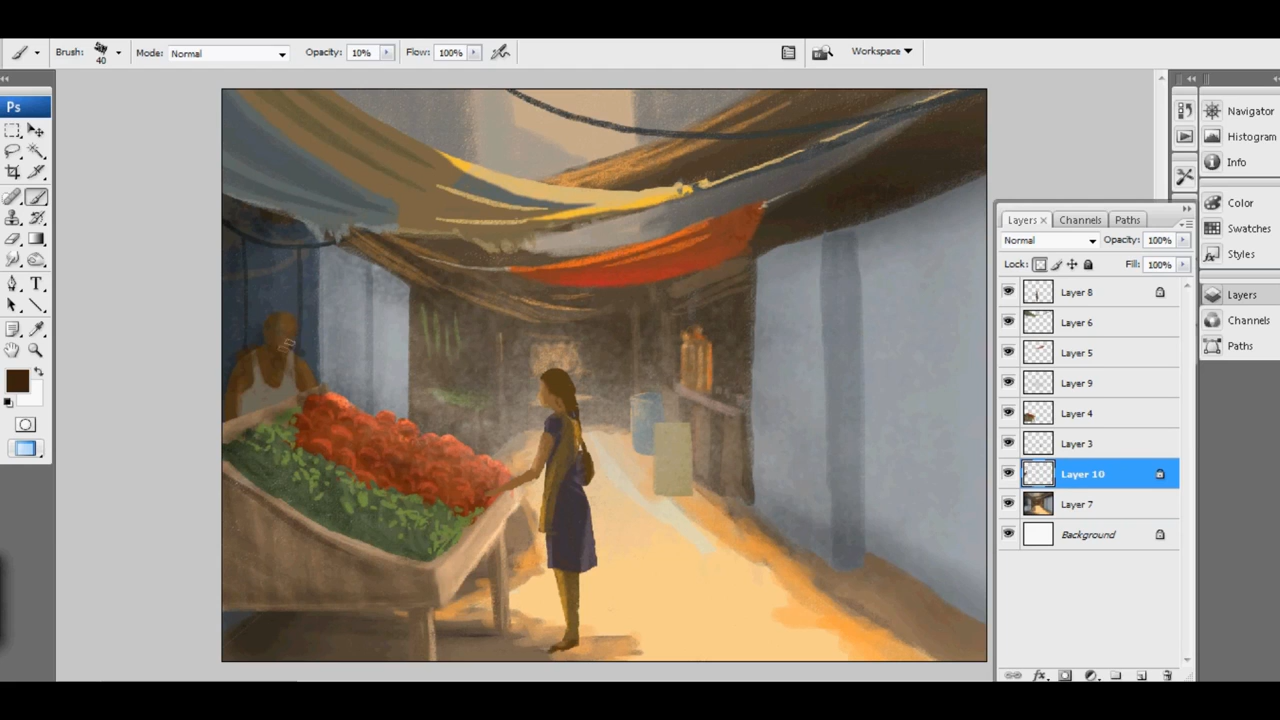 Brush: 40 Mode: Normal Opacity: 10% Flow: 100% Workspace
Ps
Navigator
Histogram
Info
Color
Swatches
Styles
Layers
Channels
Paths
Layers × Channels Paths
Normal Opacity: 100%
Lock: Fill: 100%
Layer 8
Layer 6
Layer 5
Layer 9
Layer 4
Layer 3
Layer 10
Layer 7
Background